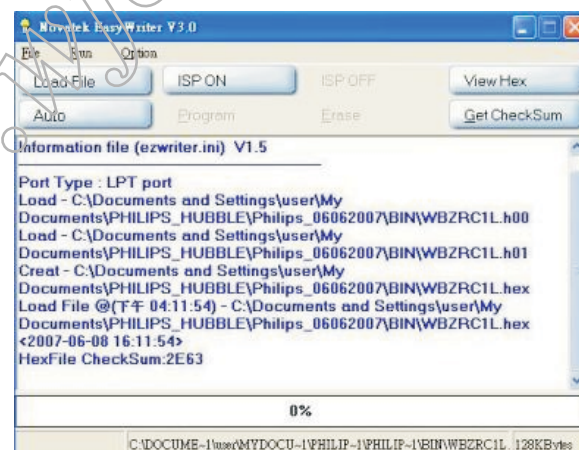 Novatek EasyWriter V3.0
File Run Option
Load File ISP ON ISP OFF View Hex
Auto Program Erase Get CheckSum
Information file (ezwriter.ini) V1.5
Port Type : LPT port
Load - C:\Documents and Settings\user\My
Documents\PHILIPS_HUBBLE\Philips_06062007\BIN\WBZRC1L.h00
Load - C:\Documents and Settings\user\My
Documents\PHILIPS_HUBBLE\Philips_06062007\BIN\WBZRC1L.h01
Creat - C:\Documents and Settings\user\My
Documents\PHILIPS_HUBBLE\Philips_06062007\BIN\WBZRC1L.hex
Load File @(下午 04:11:54) - C:\Documents and Settings\user\My
Documents\PHILIPS_HUBBLE\Philips_06062007\BIN\WBZRC1L.hex
<2007-06-08 16:11:54>
HexFile CheckSum:2E63
0%
C:\DOCUME~1\user\MYDOCU~1\PHILIP~1\PHILIP~1\BIN\WBZRC1L. 128KBytes